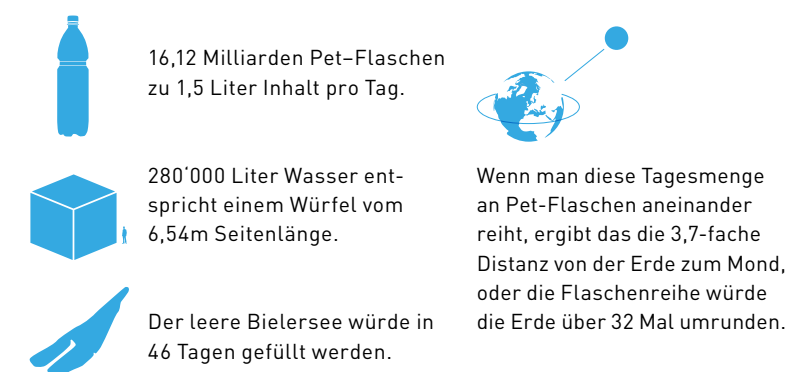 16,12 Milliarden Pet–Flaschen
zu 1,5 Liter Inhalt pro Tag.
280‘000 Liter Wasser ent-
spricht einem Würfel vom
6,54m Seitenlänge.
Der leere Bielersee würde in
46 Tagen gefüllt werden.
Wenn man diese Tagesmenge
an Pet-Flaschen aneinander
reiht, ergibt das die 3,7-fache
Distanz von der Erde zum Mond,
oder die Flaschenreihe würde
die Erde über 32 Mal umrunden.